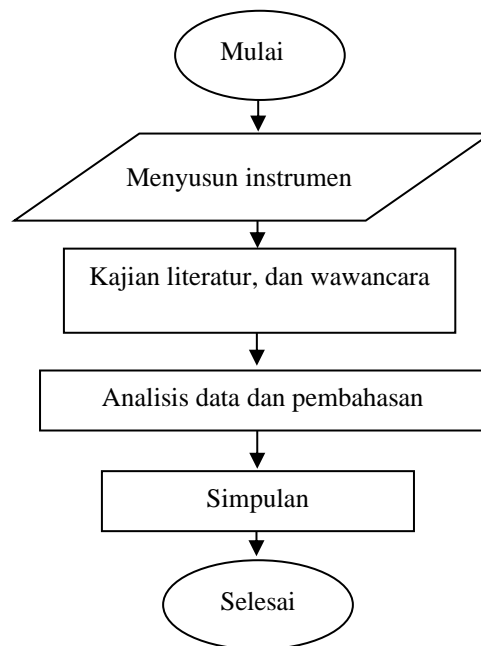 Mulai
Menyusun instrumen
Kajian literatur, dan wawancara
Analisis data dan pembahasan
Simpulan
Selesai